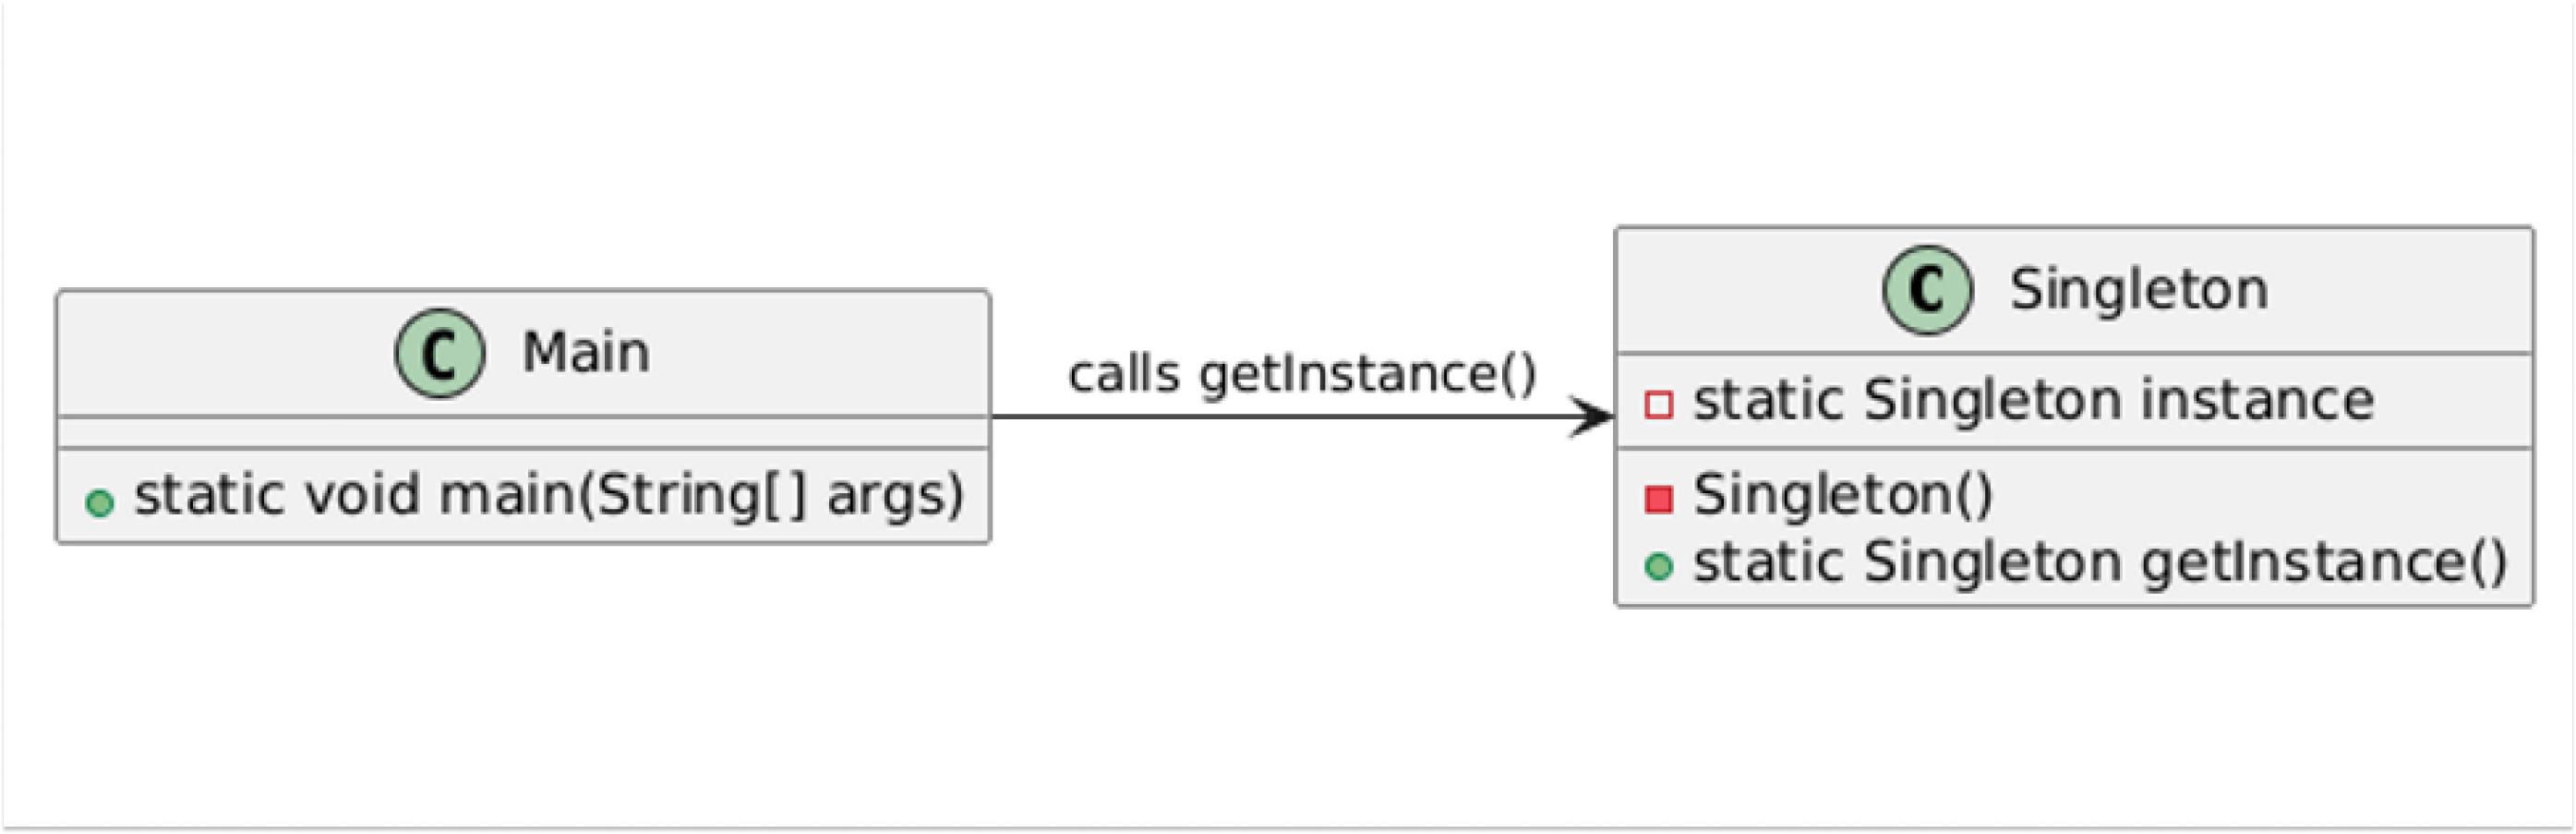 C Main
static void main(String[] args)
calls getInstance()
C Singleton
static Singleton instance
Singleton()
static Singleton getInstance()